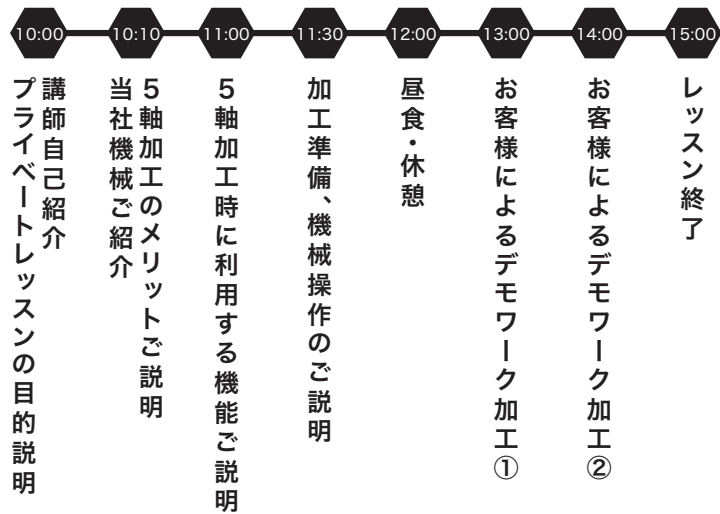 10:00
講師自己紹介
プライベートレッスンの目的説明
10:10
5軸加工のメリットご説明
当社機械ご紹介
11:00
5軸加工時に利用する機能ご説明
11:30
加工準備、機械操作のご説明
12:00
昼食・休憩
13:00
お客様によるデモワーク加工①
14:00
お客様によるデモワーク加工②
15:00
レッスン終了